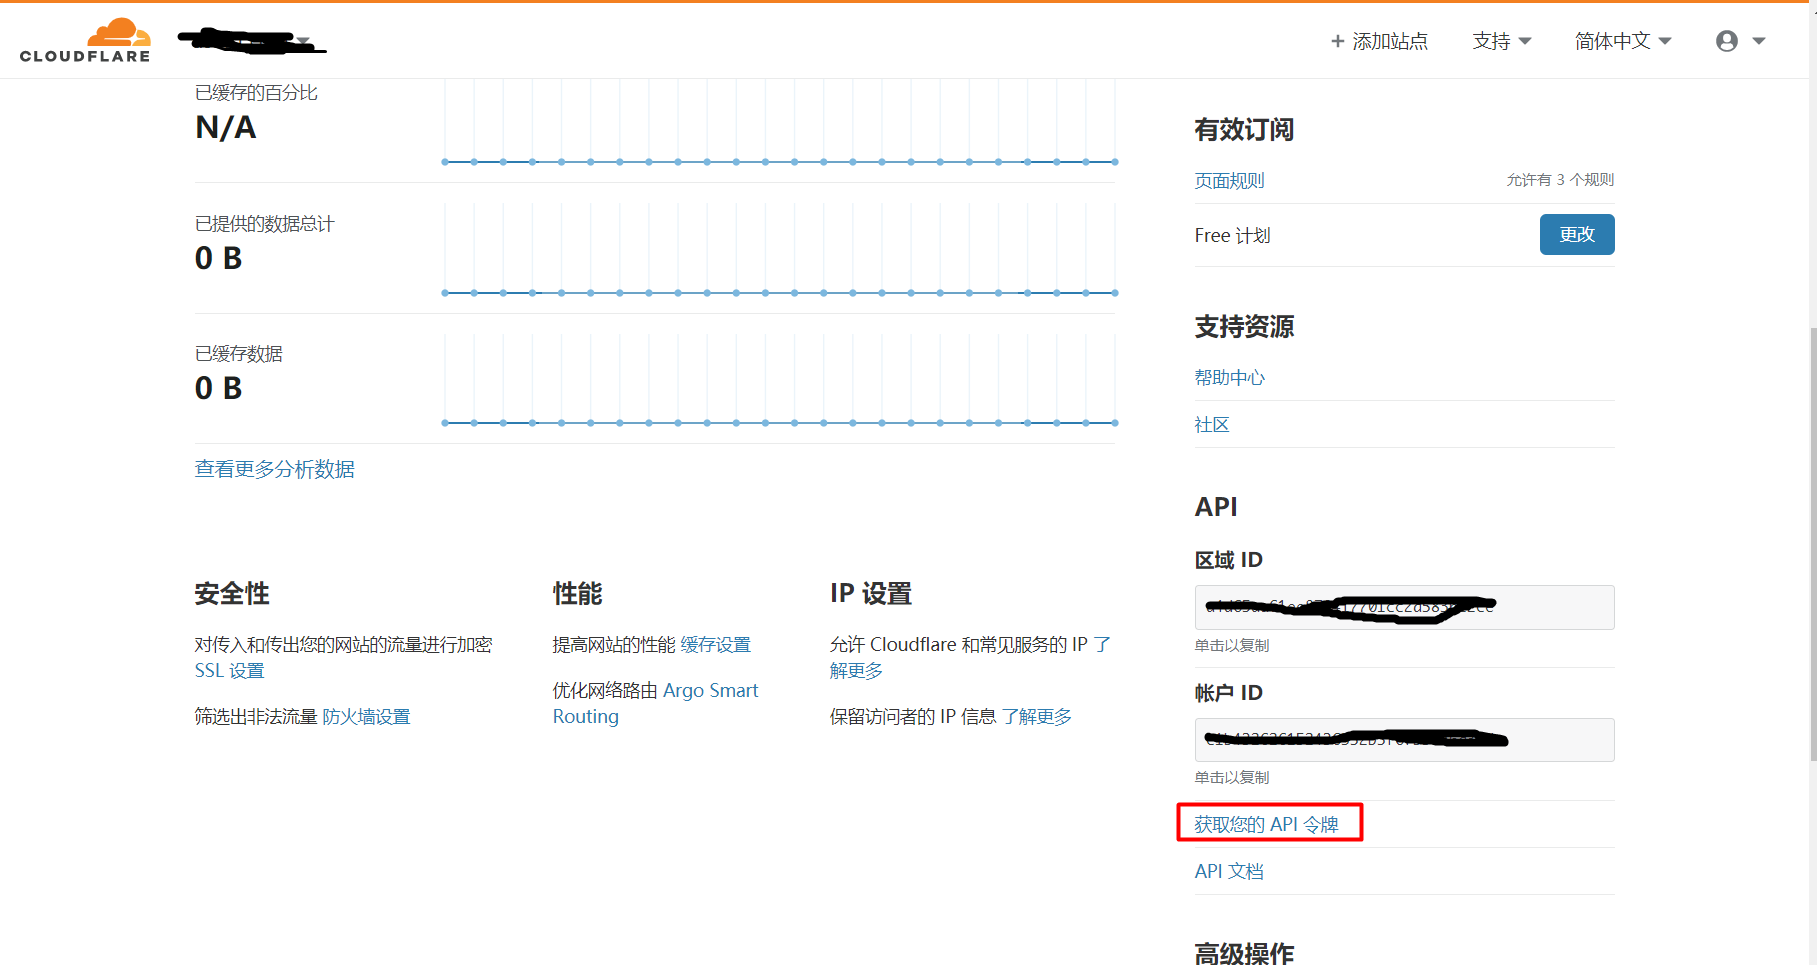 CLOUDFLARE
+ 添加站点
支持
简体中文
已缓存的百分比
N/A
已提供的数据总计
0 B
已缓存数据
0 B
查看更多分析数据
安全性
对传入和传出您的网站的流量进行加密
SSL 设置
筛选出非法流量 防火墙设置
性能
提高网站的性能 缓存设置
优化网络路由 Argo Smart
Routing
IP 设置
允许 Cloudflare 和常见服务的 IP 了
解更多
保留访问者的 IP 信息 了解更多
有效订阅
页面规则 允许有 3 个规则
Free 计划 更改
支持资源
帮助中心
社区
API
区域 ID
单击以复制
帐户 ID
单击以复制
获取您的 API 令牌
API 文档
高级操作